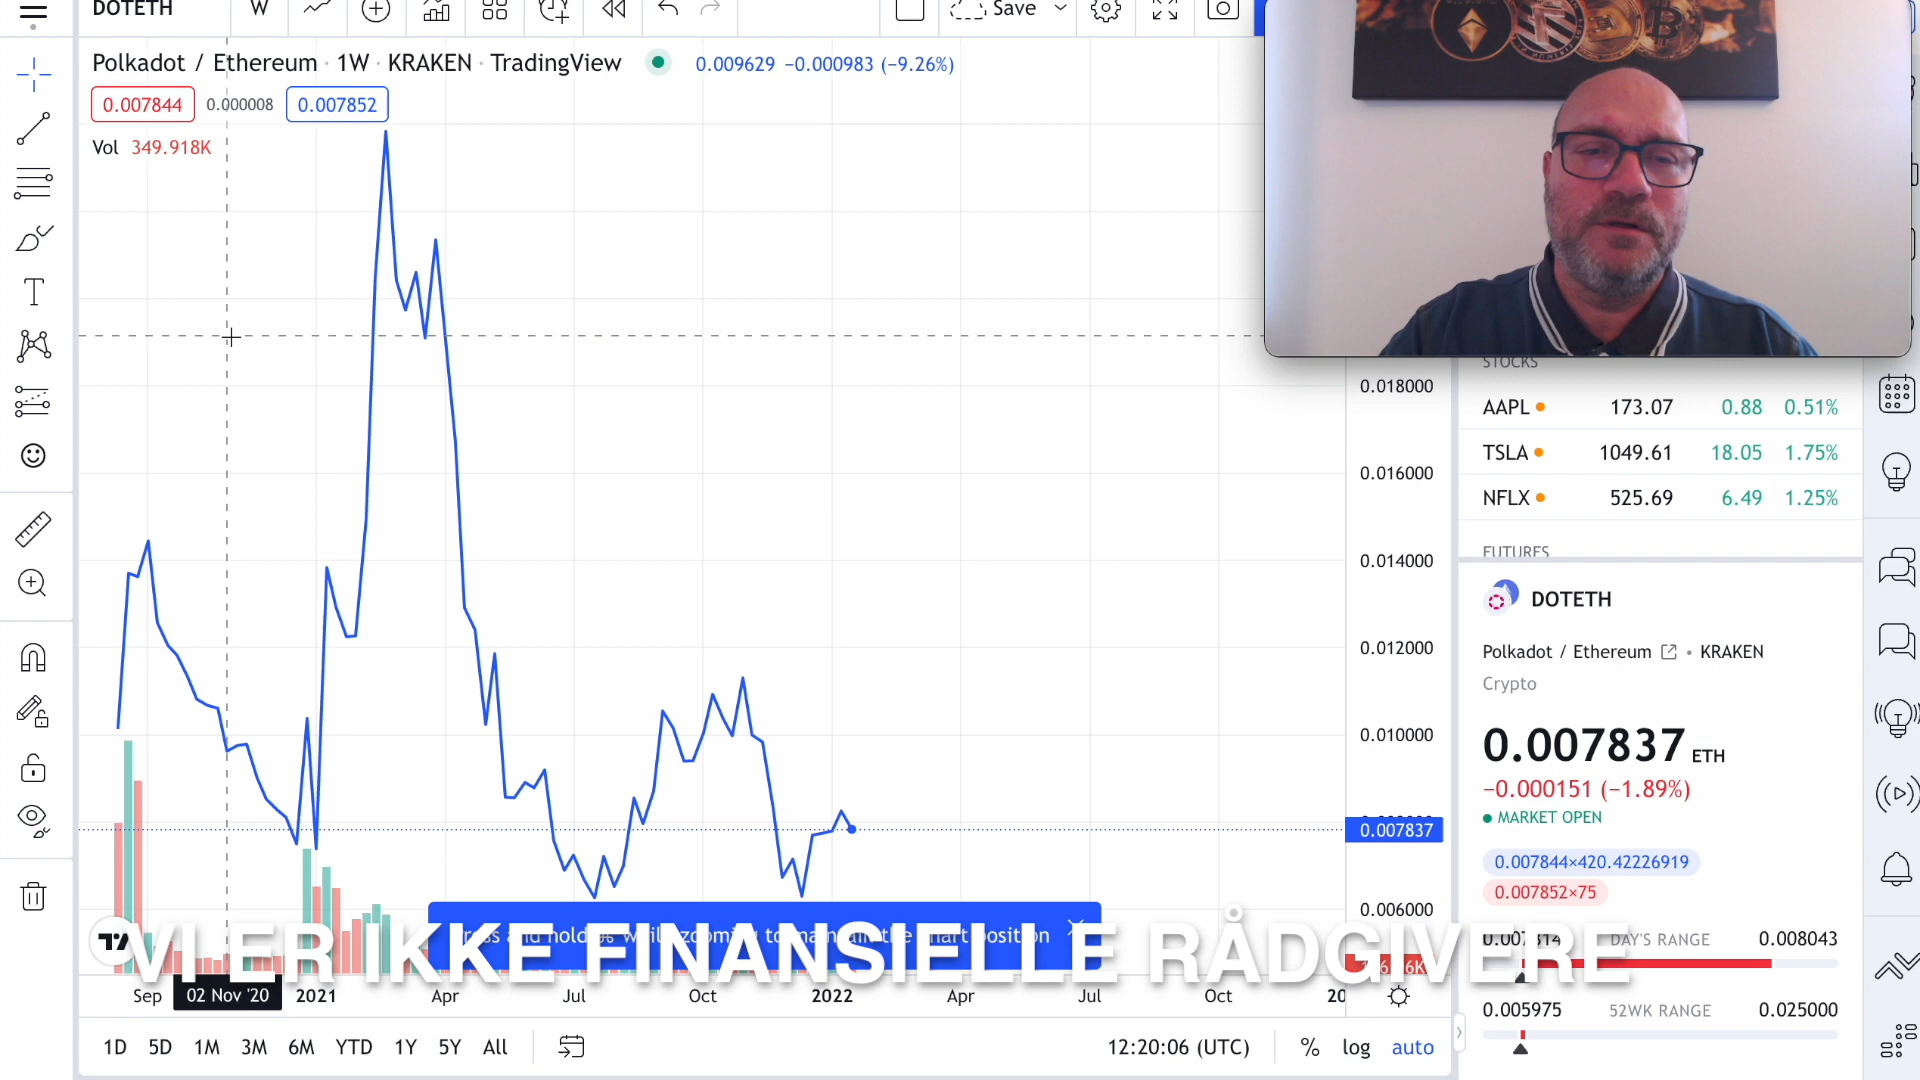 DOTETH
W
Save
Polkadot / Ethereum · 1W · KRAKEN · TradingView
0.009629 −0.000983 (−9.26%)
0.007844
0.000008
0.007852
Vol 349.918K
0.018000
0.016000
0.014000
0.012000
0.010000
0.007837
0.006000
STOCKS
AAPL 173.07 0.88 0.51%
TSLA 1049.61 18.05 1.75%
NFLX 525.69 6.49 1.25%
FUTURES
DOTETH
Polkadot / Ethereum • KRAKEN
Crypto
0.007837 ETH
−0.000151 (−1.89%)
MARKET OPEN
0.007844×420.42226919
0.007852×75
DAY'S RANGE 0.008043
0.005975 52WK RANGE 0.025000
VI ER IKKE FINANSIELLE RÅDGIVERE
Sep 02 Nov '20 2021 Apr Jul Oct 2022 Apr Jul Oct 20
1D 5D 1M 3M 6M YTD 1Y 5Y All
12:20:06 (UTC) % log auto